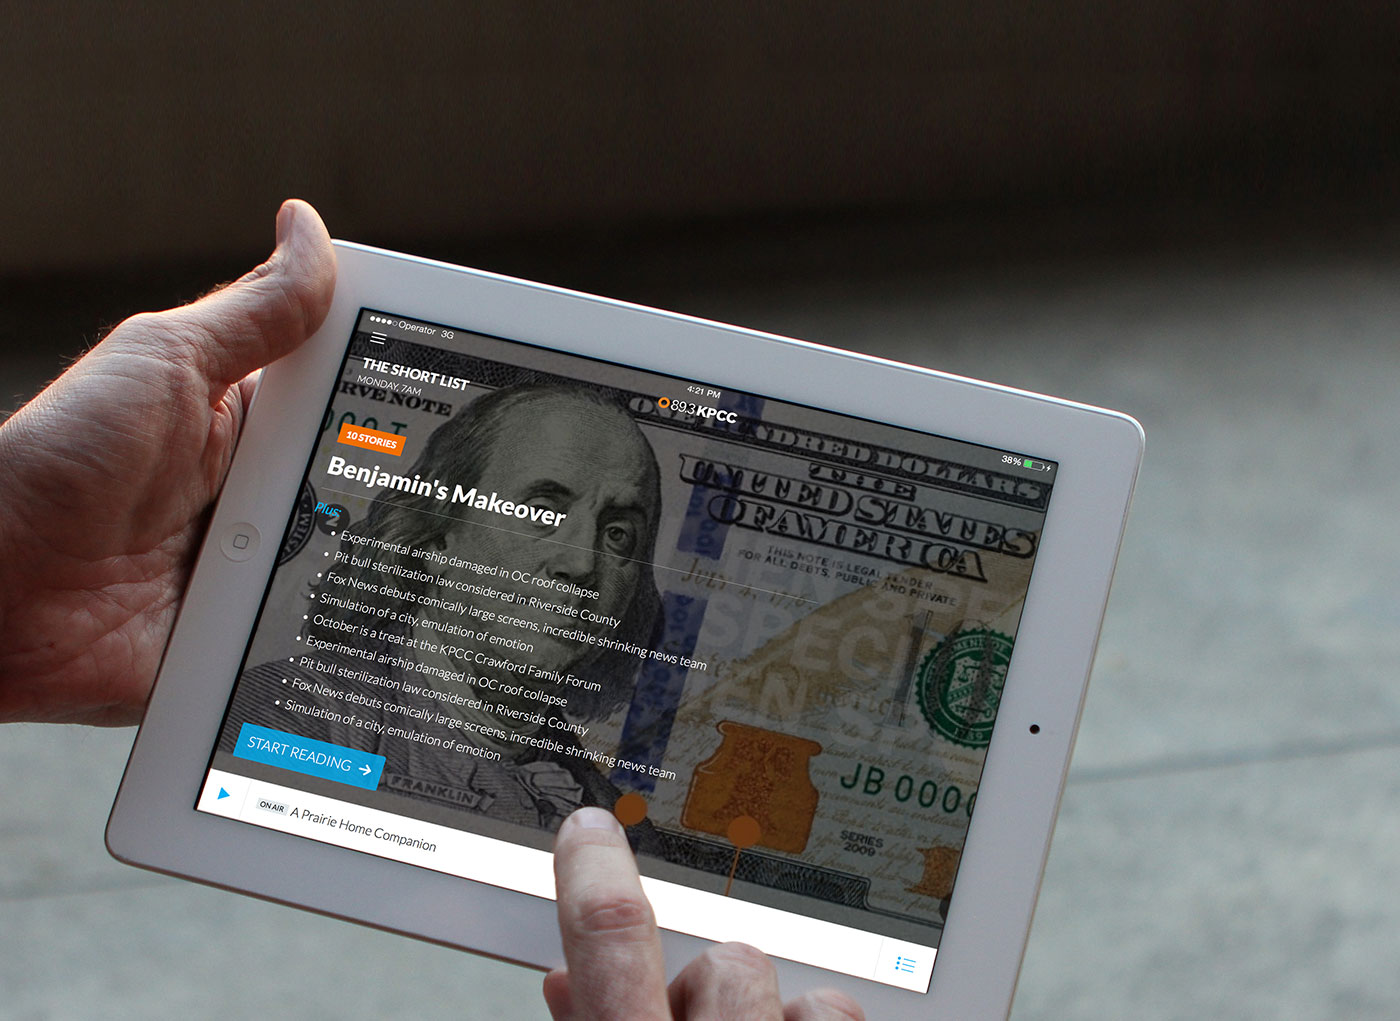 Operator 3G
4:21 PM
38%
THE SHORT LIST
MONDAY, 7AM
89.3 KPCC
10 STORIES
Benjamin's Makeover
Plus:
• Experimental airship damaged in OC roof collapse
• Pit bull sterilization law considered in Riverside County
• Fox News debuts comically large screens, incredible shrinking news team
• Simulation of a city, emulation of emotion
• October is a treat at the KPCC Crawford Family Forum
• Experimental airship damaged in OC roof collapse
• Pit bull sterilization law considered in Riverside County
• Fox News debuts comically large screens, incredible shrinking news team
• Simulation of a city, emulation of emotion
START READING
ON AIR A Prairie Home Companion
RVE NOTE
ONE HUNDRED DOLLARS
THE
UNITED STATES
OF AMERICA
THIS NOTE IS LEGAL TENDER
FOR ALL DEBTS, PUBLIC AND PRIVATE
FRANKLIN
JB 000
SERIES
2009